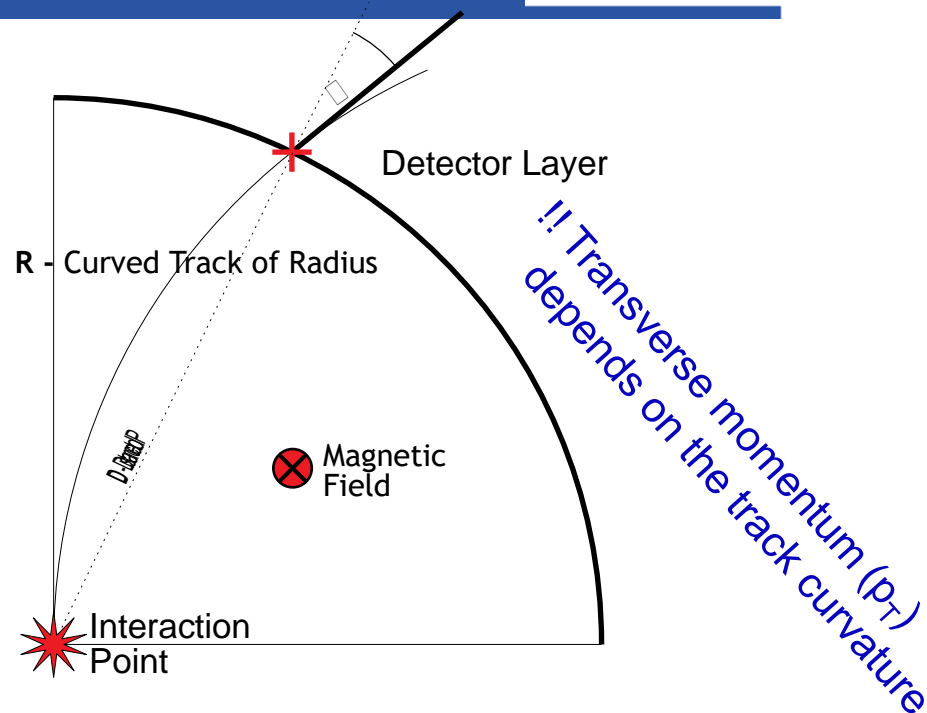 Detector Layer
R - Curved Track of Radius
!! Transverse momentum (pT)
depends on the track curvature
Magnetic
Field
Interaction
Point